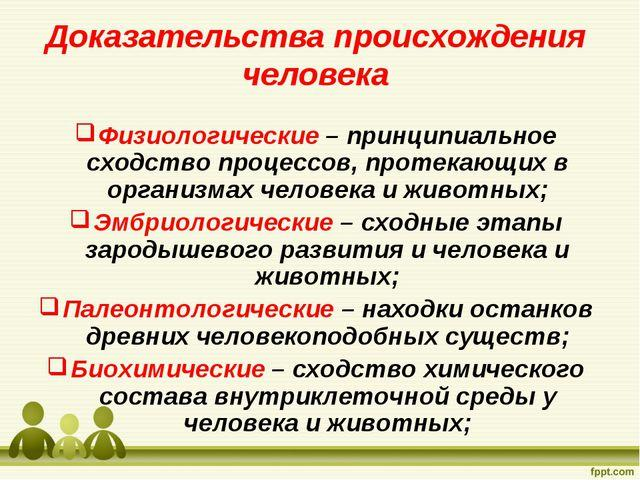 Доказательства происхождения
человека
Физиологические – принципиальное
сходство процессов, протекающих в
организмах человека и животных;
Эмбриологические – сходные этапы
зародышевого развития и человека и
животных;
Палеонтологические – находки останков
древних человекоподобных существ;
Биохимические – сходство химического
состава внутриклеточной среды у
человека и животных;
fppt.com